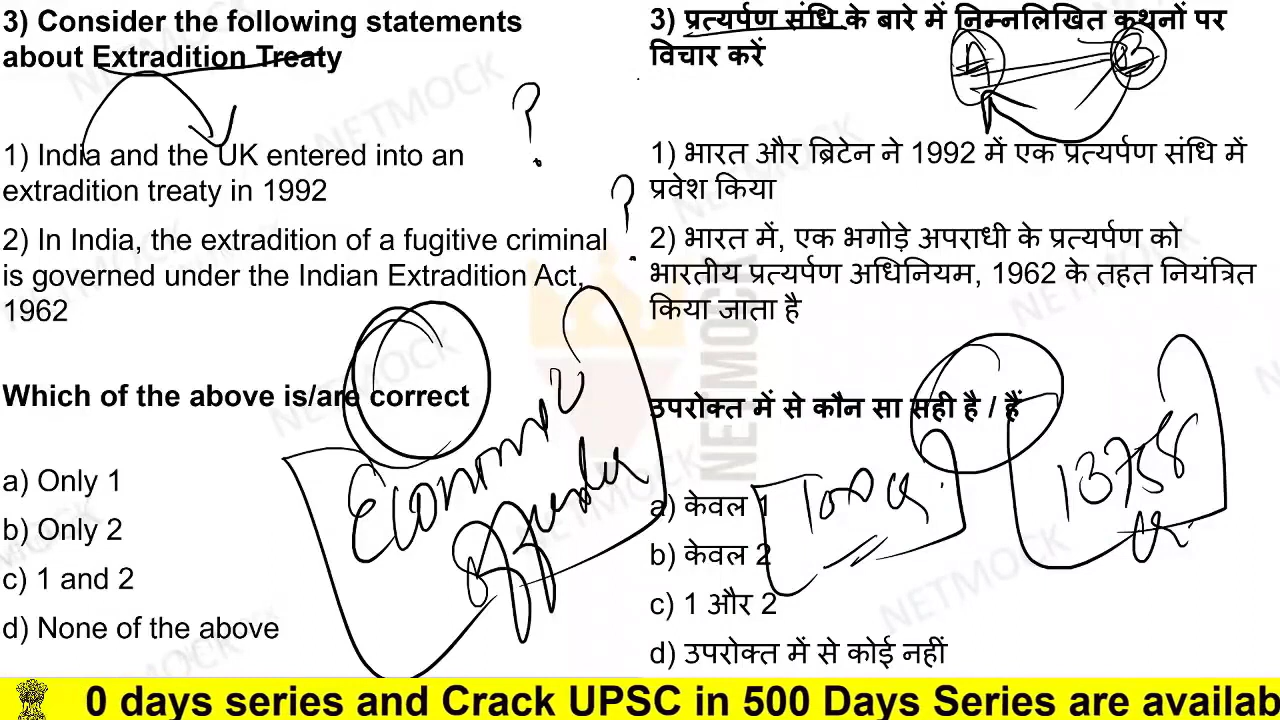 3) Consider the following statements
about Extradition Treaty
?
1) India and the UK entered into an
extradition treaty in 1992
?
2) In India, the extradition of a fugitive criminal
is governed under the Indian Extradition Act,
1962
Which of the above is/are correct
a) Only 1
b) Only 2
c) 1 and 2
d) None of the above
3) प्रत्यर्पण संधि के बारे में निम्नलिखित कथनों पर
विचार करें
A B
1) भारत और ब्रिटेन ने 1992 में एक प्रत्यर्पण संधि में
प्रवेश किया
2) भारत में, एक भगोड़े अपराधी के प्रत्यर्पण को
भारतीय प्रत्यर्पण अधिनियम, 1962 के तहत नियंत्रित
किया जाता है
उपरोक्त में से कौन सा सही है / हैं
a) केवल 1
b) केवल 2
c) 1 और 2
d) उपरोक्त में से कोई नहीं
NETMOCK
0 days series and Crack UPSC in 500 Days Series are availab